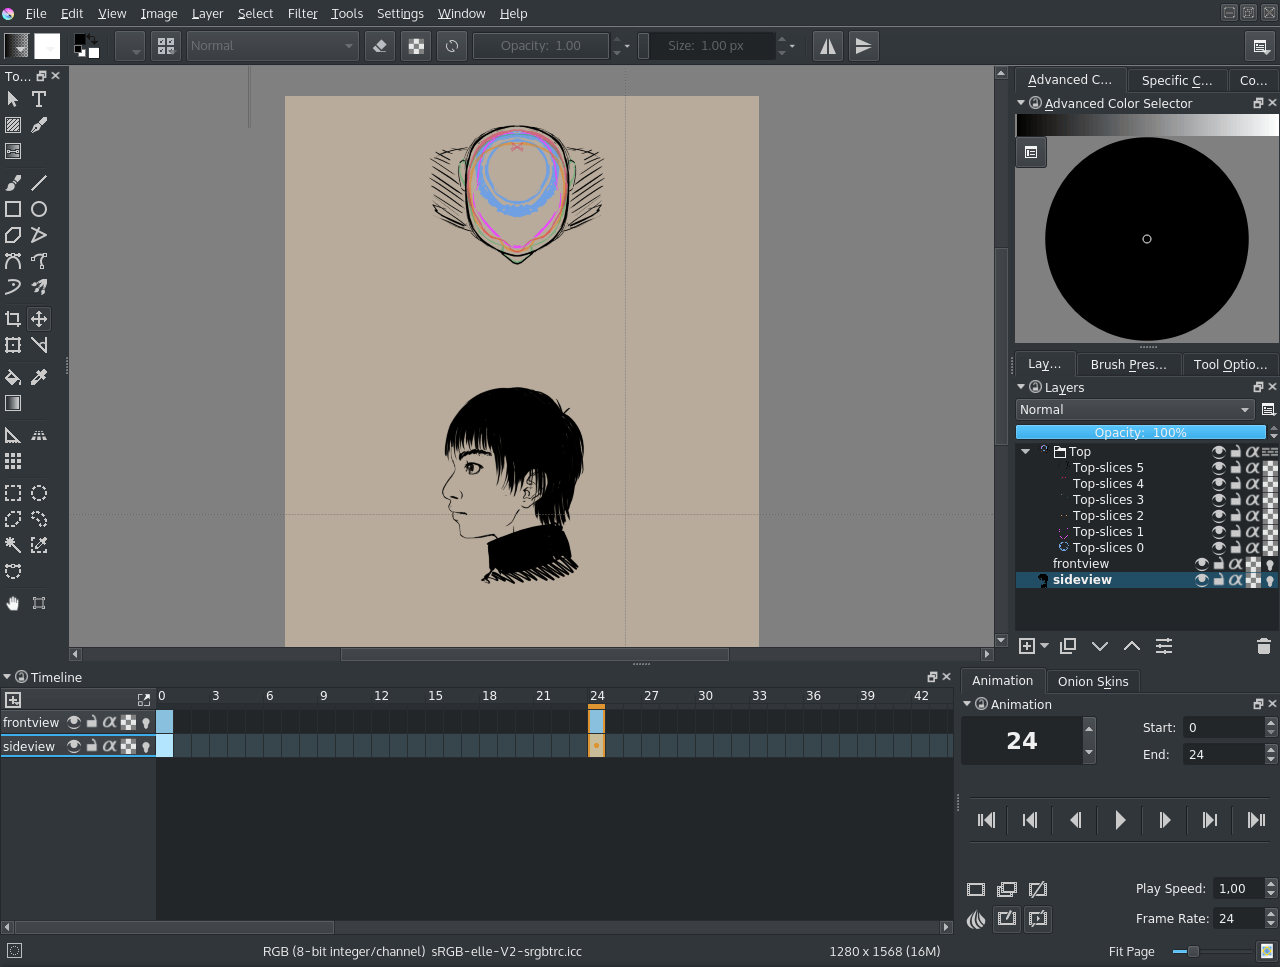 File Edit View Image Layer Select Filter Tools Settings Window Help
Normal Opacity: 1.00 Size: 1.00 px
To...
Advanced C... Specific C... Co...
Advanced Color Selector
Lay... Brush Pres... Tool Optio...
Layers
Normal
Opacity: 100%
Top
Top-slices 5
Top-slices 4
Top-slices 3
Top-slices 2
Top-slices 1
Top-slices 0
frontview
sideview
Timeline
0 3 6 9 12 15 18 21 24 27 30 33 36 39 42
frontview
sideview
Animation Onion Skins
Animation
24
Start: 0
End: 24
Play Speed: 1,00
Frame Rate: 24
RGB (8-bit integer/channel) sRGB-elle-V2-srgbtrc.icc 1280 x 1568 (16M) Fit Page